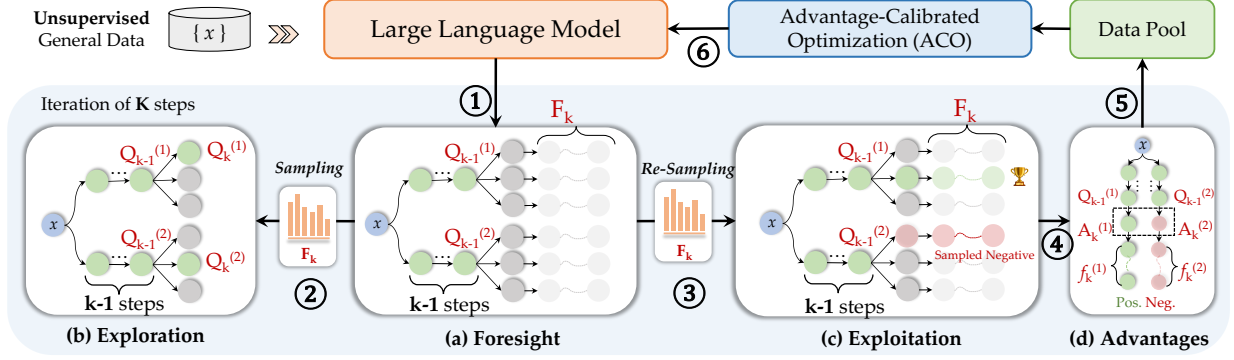 Unsupervised
General Data
{ x }
Large Language Model
⑥
Advantage-Calibrated
Optimization (ACO)
Data Pool
Iteration of K steps
①
⑤
Q_{k-1}^{(1)}
Q_k^{(1)}
x
Q_{k-1}^{(2)}
Q_k^{(2)}
k-1 steps
(b) Exploration
Sampling
F_k
②
F_k
Q_{k-1}^{(1)}
x
Q_{k-1}^{(2)}
k-1 steps
(a) Foresight
Re-Sampling
F_k
③
F_k
Q_{k-1}^{(1)}
x
Q_{k-1}^{(2)}
Sampled Negative
k-1 steps
(c) Exploitation
④
x
Q_{k-1}^{(1)} Q_{k-1}^{(2)}
A_k^{(1)} A_k^{(2)}
f_k^{(1)} f_k^{(2)}
Pos. Neg.
(d) Advantages